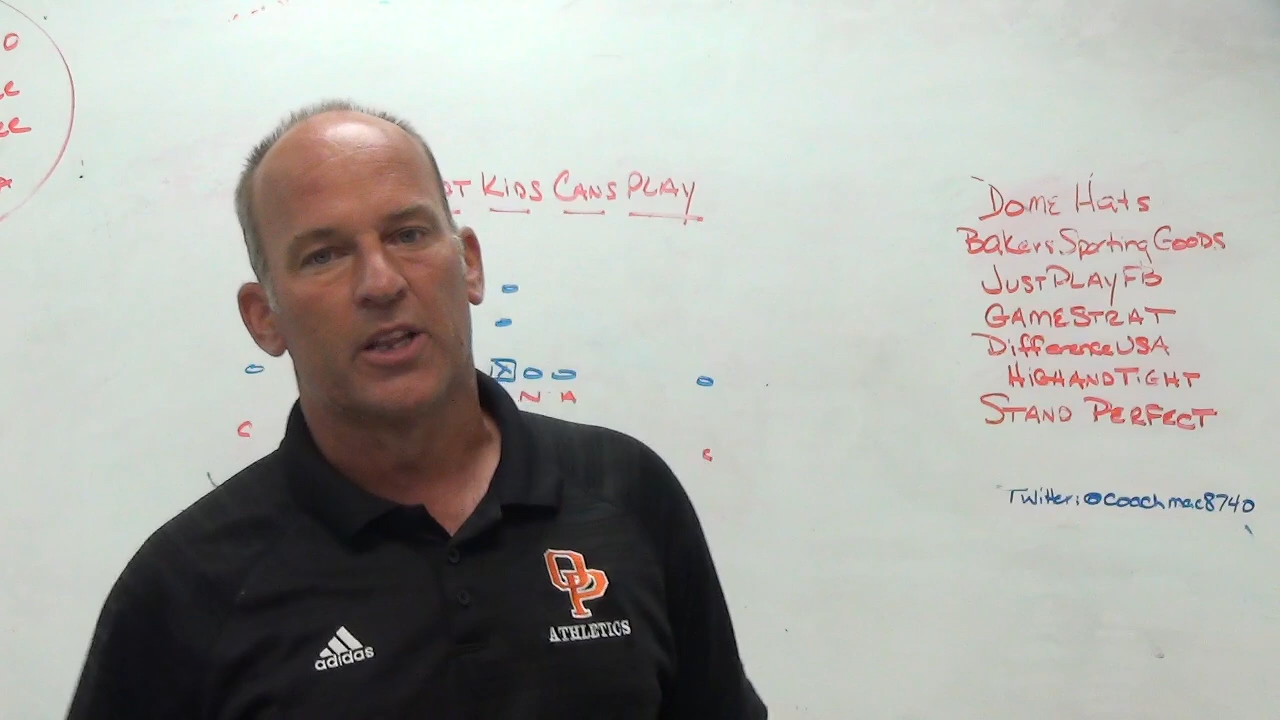 KIDS CANS PLAY
N A
C
C
Dome Hats
Bakers Sporting Goods
JUSTPLAYFB
GAMESTRAT
DifferenceUSA
HIGHANDTIGHT
STAND PERFECT
Twitter:@coachmac8740
OP
ATHLETICS
adidas